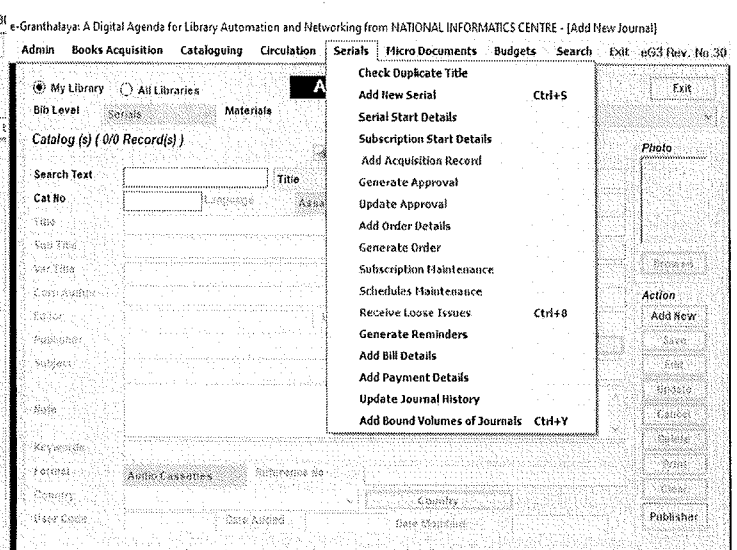 e-Granthalaya: A Digital Agenda for Library Automation and Networking from NATIONAL INFORMATICS CENTRE - [Add New Journal]
Admin Books Acquisition Cataloguing Circulation Serials Micro Documents Budgets Search Exit eG3 Rev. No.30
My Library All Libraries A Exit
Bib Level Serials Materials
Catalog (s) ( 0/0 Record(s) )
Search Text Title
Cat No Language
Title
Sub Title
Var.Title
Corp.Author
Editor
Publisher
Subject
Note
Keywords
Format Audio Cassettes Reference No
Country Country
User Code Date Added Date Modified
Check Duplicate Title
Add New Serial Ctrl+S
Serial Start Details
Subscription Start Details
Add Acquisition Record
Generate Approval
Update Approval
Add Order Details
Generate Order
Subscription Maintenance
Schedules Maintenance
Receive Loose Issues Ctrl+8
Generate Reminders
Add Bill Details
Add Payment Details
Update Journal History
Add Bound Volumes of Journals Ctrl+Y
Photo
Browse
Action
Add New
Save
Edit
Update
Cancel
Delete
Print
Clear
Publisher